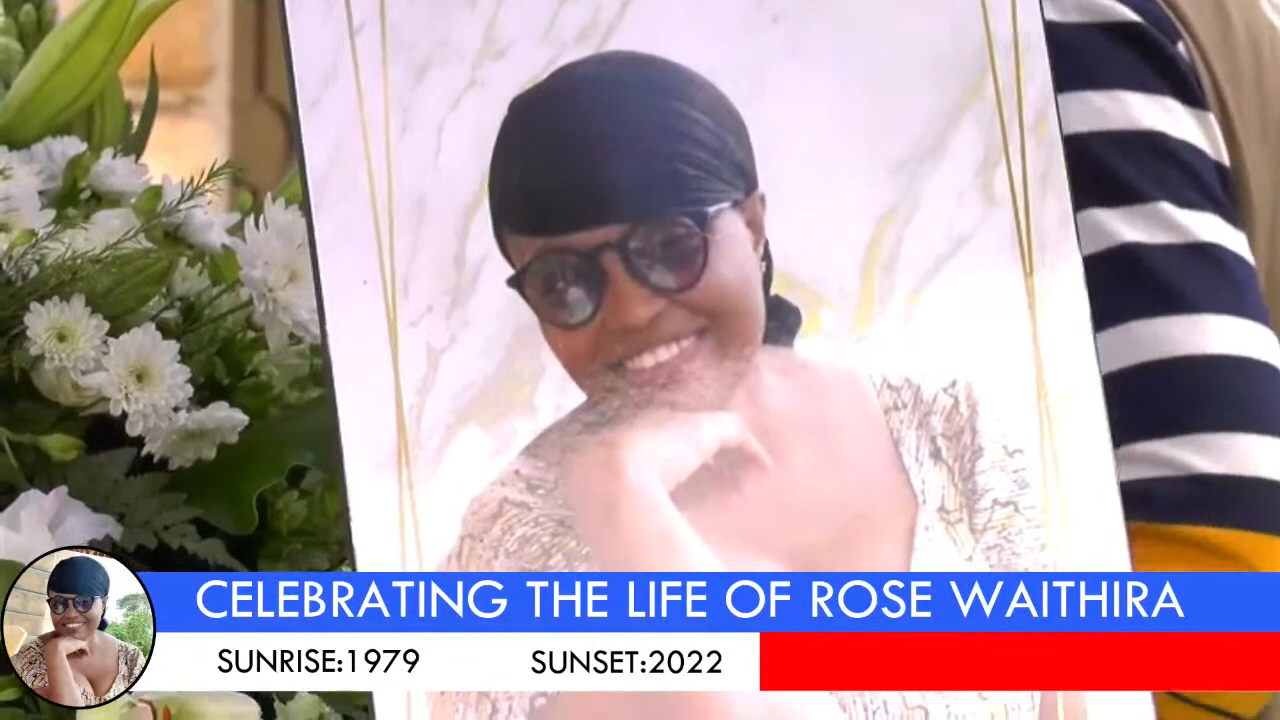 CELEBRATING THE LIFE OF ROSE WAITHIRA
SUNRISE:1979 SUNSET:2022